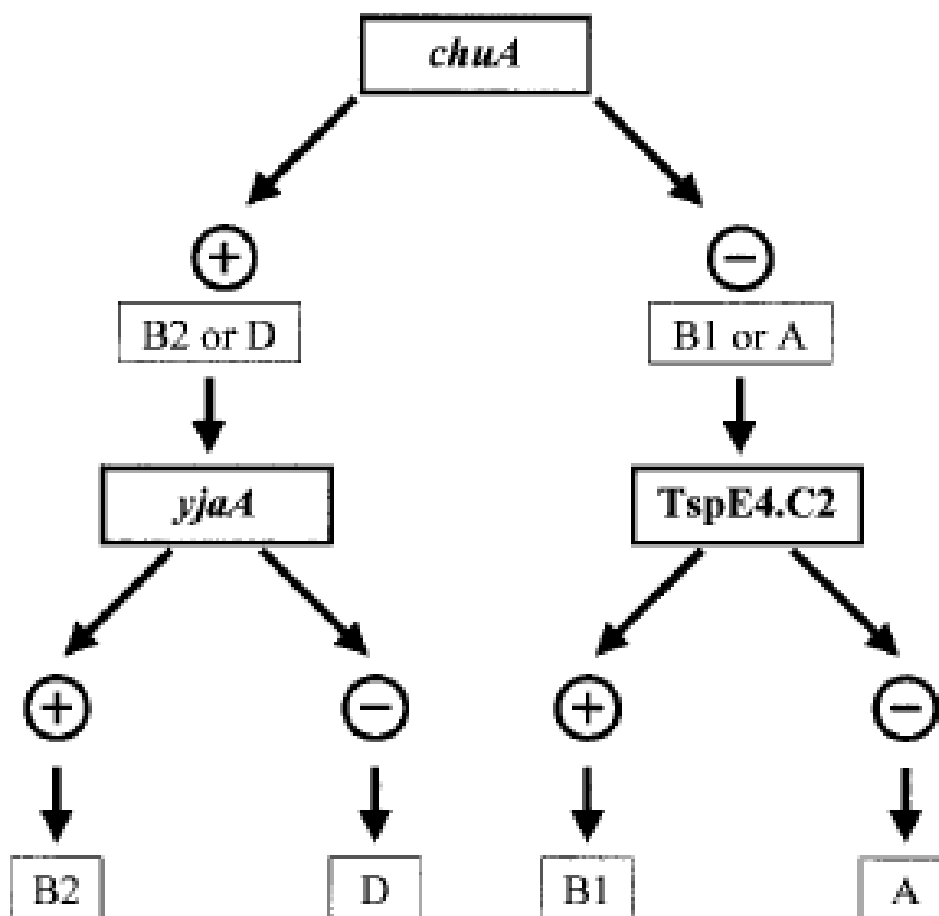 chuA
+ −
B2 or D B1 or A
yjaA TspE4.C2
+ − + −
B2 D B1 A